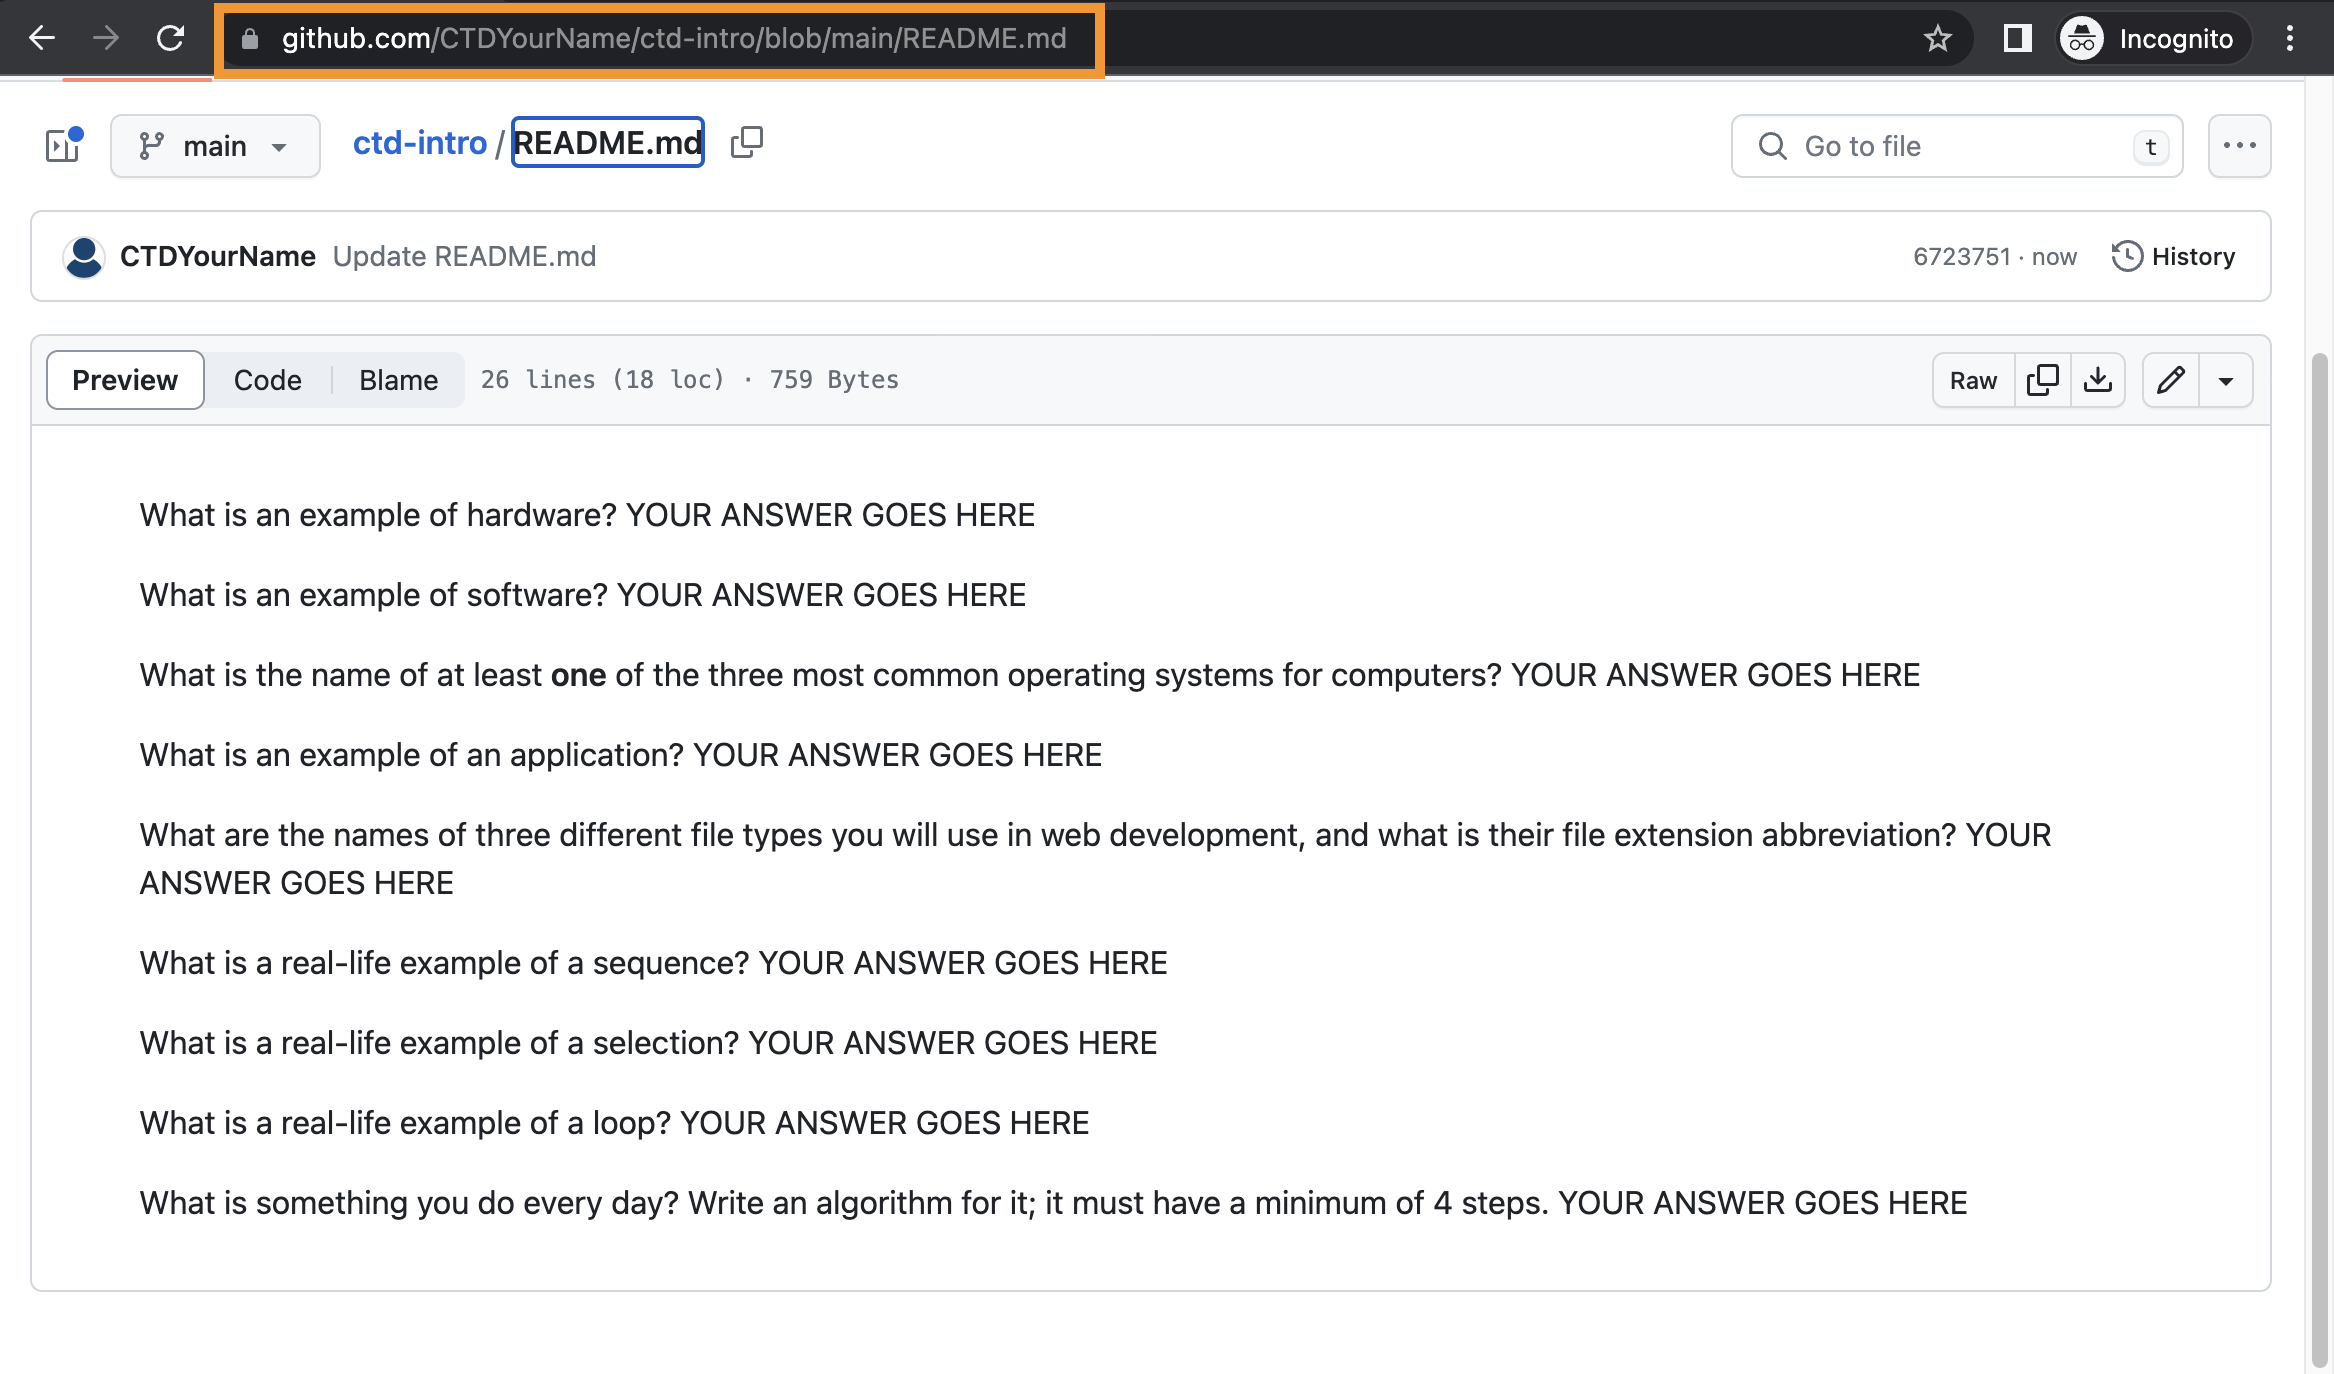 github.com/CTDYourName/ctd-intro/blob/main/README.md
Incognito
main
ctd-intro / README.md
Go to file
t
CTDYourName Update README.md
6723751 · now
History
Preview
Code
Blame
26 lines (18 loc) · 759 Bytes
Raw
What is an example of hardware? YOUR ANSWER GOES HERE
What is an example of software? YOUR ANSWER GOES HERE
What is the name of at least one of the three most common operating systems for computers? YOUR ANSWER GOES HERE
What is an example of an application? YOUR ANSWER GOES HERE
What are the names of three different file types you will use in web development, and what is their file extension abbreviation? YOUR
ANSWER GOES HERE
What is a real-life example of a sequence? YOUR ANSWER GOES HERE
What is a real-life example of a selection? YOUR ANSWER GOES HERE
What is a real-life example of a loop? YOUR ANSWER GOES HERE
What is something you do every day? Write an algorithm for it; it must have a minimum of 4 steps. YOUR ANSWER GOES HERE